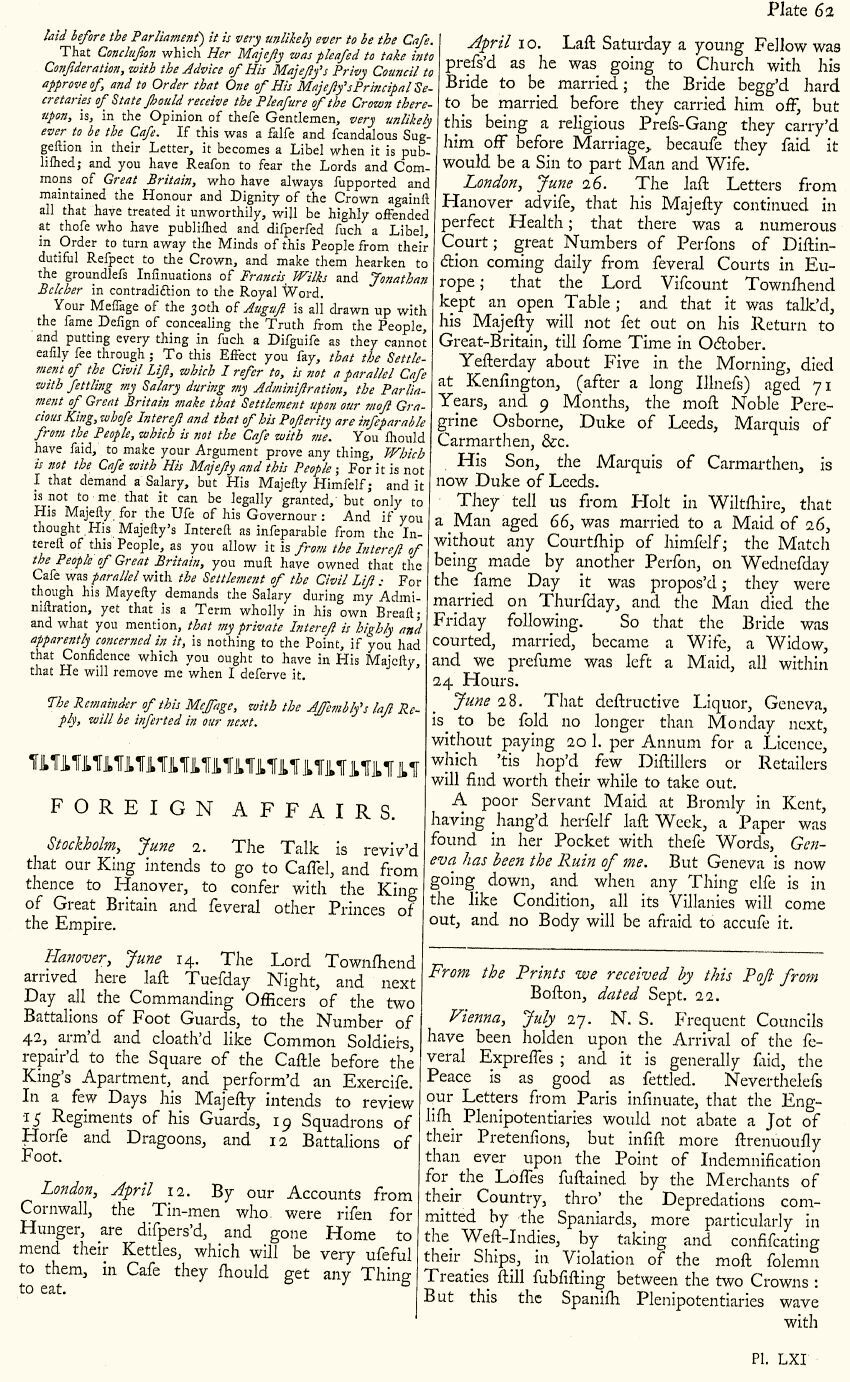 Plate 62
laid before the Parliament) it is very unlikely ever to be the Caſe.
That Concluſion which Her Majeſty was pleaſed to take into
Conſideration, with the Advice of His Majeſty's Privy Council to
approve of, and to Order that One of His Majeſty's Principal Se-
cretaries of State ſhould receive the Pleaſure of the Crown there-
upon, is, in the Opinion of theſe Gentlemen, very unlikely
ever to be the Caſe. If this was a falſe and ſcandalous Sug-
geſtion in their Letter, it becomes a Libel when it is pub-
liſhed; and you have Reaſon to fear the Lords and Com-
mons of Great Britain, who have always ſupported and
maintained the Honour and Dignity of the Crown againſt
all that have treated it unworthily, will be highly offended
at thoſe who have publiſhed and diſperſed ſuch a Libel,
in Order to turn away the Minds of this People from their
dutiful Reſpect to the Crown, and make them hearken to
the groundleſs Inſinuations of Francis Wilks and Jonathan
Belcher in contradiction to the Royal Word.
Your Meſſage of the 30th of Auguſt is all drawn up with
the ſame Deſign of concealing the Truth from the People,
and putting every thing in ſuch a Diſguiſe as they cannot
eaſily ſee through; To this Effect you ſay, that the Settle-
ment of the Civil Liſt, which I refer to, is not a parallel Caſe
with ſettling my Salary during my Adminiſtration, the Parlia-
ment of Great Britain make that Settlement upon our moſt Gra-
cious King, whoſe Intereſt and that of his Poſterity are inſeparable
from the People, which is not the Caſe with me. You ſhould
have ſaid, to make your Argument prove any thing, Which
is not the Caſe with His Majeſty and this People; For it is not
I that demand a Salary, but His Majeſty Himſelf; and it
is not to me that it can be legally granted, but only to
His Majeſty for the Uſe of his Governour: And if you
thought His Majeſty's Intereſt as inſeparable from the In-
tereſt of this People, as you allow it is from the Intereſt of
the People of Great Britain, you muſt have owned that the
Caſe was parallel with the Settlement of the Civil Liſt: For
though his Mayeſty demands the Salary during my Admi-
niſtration, yet that is a Term wholly in his own Breaſt;
and what you mention, that my private Intereſt is highly and
apparently concerned in it, is nothing to the Point, if you had
that Confidence which you ought to have in His Majeſty,
that He will remove me when I deſerve it.
The Remainder of this Meſſage, with the Aſſembly's laſt Re-
ply, will be inſerted in our next.
FOREIGN AFFAIRS.
Stockholm, June 2. The Talk is reviv'd
that our King intends to go to Caſſel, and from
thence to Hanover, to confer with the King
of Great Britain and ſeveral other Princes of
the Empire.
Hanover, June 14. The Lord Townſhend
arrived here laſt Tueſday Night, and next
Day all the Commanding Officers of the two
Battalions of Foot Guards, to the Number of
42, arm'd and cloath'd like Common Soldiers,
repair'd to the Square of the Caſtle before the
King's Apartment, and perform'd an Exerciſe.
In a few Days his Majeſty intends to review
15 Regiments of his Guards, 19 Squadrons of
Horſe and Dragoons, and 12 Battalions of
Foot.
London, April 12. By our Accounts from
Cornwall, the Tin-men who were riſen for
Hunger, are diſpers'd, and gone Home to
mend their Kettles, which will be very uſeful
to them, in Caſe they ſhould get any Thing
to eat.
April 10. Laſt Saturday a young Fellow was
preſs'd as he was going to Church with his
Bride to be married; the Bride begg'd hard
to be married before they carried him off, but
this being a religious Preſs-Gang they carry'd
him off before Marriage, becauſe they ſaid it
would be a Sin to part Man and Wife.
London, June 26. The laſt Letters from
Hanover adviſe, that his Majeſty continued in
perfect Health; that there was a numerous
Court; great Numbers of Perſons of Diſtin-
ction coming daily from ſeveral Courts in Eu-
rope; that the Lord Viſcount Townſhend
kept an open Table; and that it was talk'd,
his Majeſty will not ſet out on his Return to
Great-Britain, till ſome Time in October.
Yeſterday about Five in the Morning, died
at Kenſington, (after a long Illneſs) aged 71
Years, and 9 Months, the moſt Noble Pere-
grine Osborne, Duke of Leeds, Marquis of
Carmarthen, &c.
His Son, the Marquis of Carmarthen, is
now Duke of Leeds.
They tell us from Holt in Wiltſhire, that
a Man aged 66, was married to a Maid of 26,
without any Courtſhip of himſelf; the Match
being made by another Perſon, on Wedneſday
the ſame Day it was propos'd; they were
married on Thurſday, and the Man died the
Friday following. So that the Bride was
courted, married, became a Wife, a Widow,
and we preſume was left a Maid, all within
24 Hours.
June 28. That deſtructive Liquor, Geneva,
is to be ſold no longer than Monday next,
without paying 20 l. per Annum for a Licence,
which 'tis hop'd few Diſtillers or Retailers
will find worth their while to take out.
A poor Servant Maid at Bromly in Kent,
having hang'd herſelf laſt Week, a Paper was
found in her Pocket with theſe Words, Gen-
eva has been the Ruin of me. But Geneva is now
going down, and when any Thing elſe is in
the like Condition, all its Villanies will come
out, and no Body will be afraid to accuſe it.
From the Prints we received by this Poſt from
Boſton, dated Sept. 22.
Vienna, July 27. N. S. Frequent Councils
have been holden upon the Arrival of the ſe-
veral Expreſſes; and it is generally ſaid, the
Peace is as good as ſettled. Nevertheleſs
our Letters from Paris inſinuate, that the Eng-
liſh Plenipotentiaries would not abate a Jot of
their Pretenſions, but inſiſt more ſtrenuouſly
than ever upon the Point of Indemnification
for the Loſſes ſuſtained by the Merchants of
their Country, thro' the Depredations com-
mitted by the Spaniards, more particularly in
the Weſt-Indies, by taking and confiſcating
their Ships, in Violation of the moſt ſolemn
Treaties ſtill ſubſiſting between the two Crowns:
But this the Spaniſh Plenipotentiaries wave
with
Pl. LXI